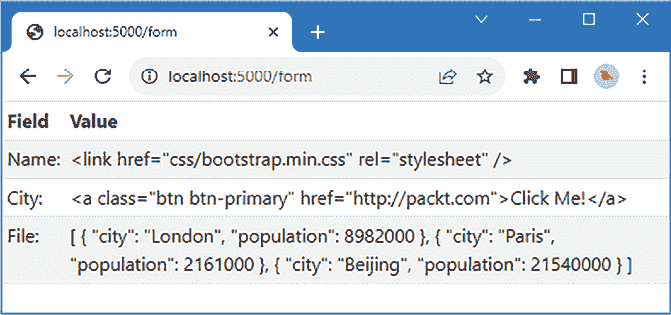 localhost:5000/form
localhost:5000/form
Field Value
Name: <link href="css/bootstrap.min.css" rel="stylesheet" />
City: <a class="btn btn-primary" href="http://packt.com">Click Me!</a>
File: [ { "city": "London", "population": 8982000 }, { "city": "Paris",
"population": 2161000 }, { "city": "Beijing", "population": 21540000 } ]